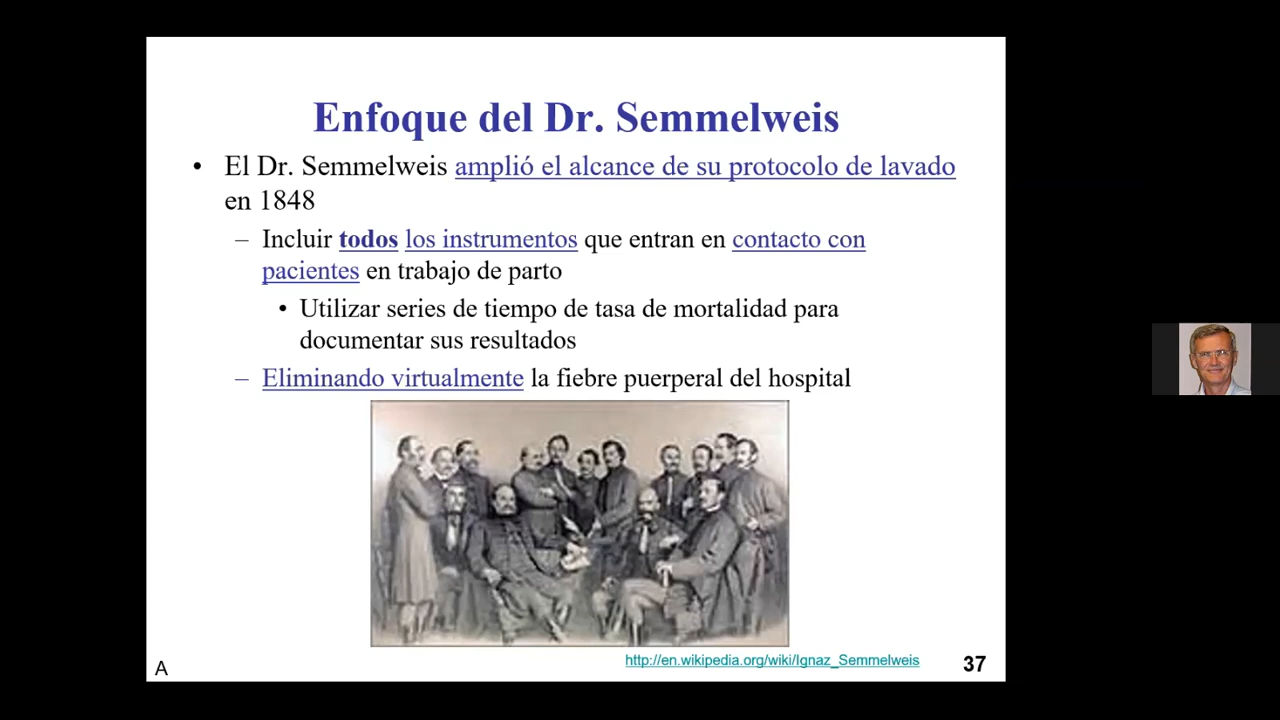 Enfoque del Dr. Semmelweis
• El Dr. Semmelweis amplió el alcance de su protocolo de lavado
en 1848
– Incluir todos los instrumentos que entran en contacto con
pacientes en trabajo de parto
• Utilizar series de tiempo de tasa de mortalidad para
documentar sus resultados
– Eliminando virtualmente la fiebre puerperal del hospital
A
http://en.wikipedia.org/wiki/Ignaz_Semmelweis
37